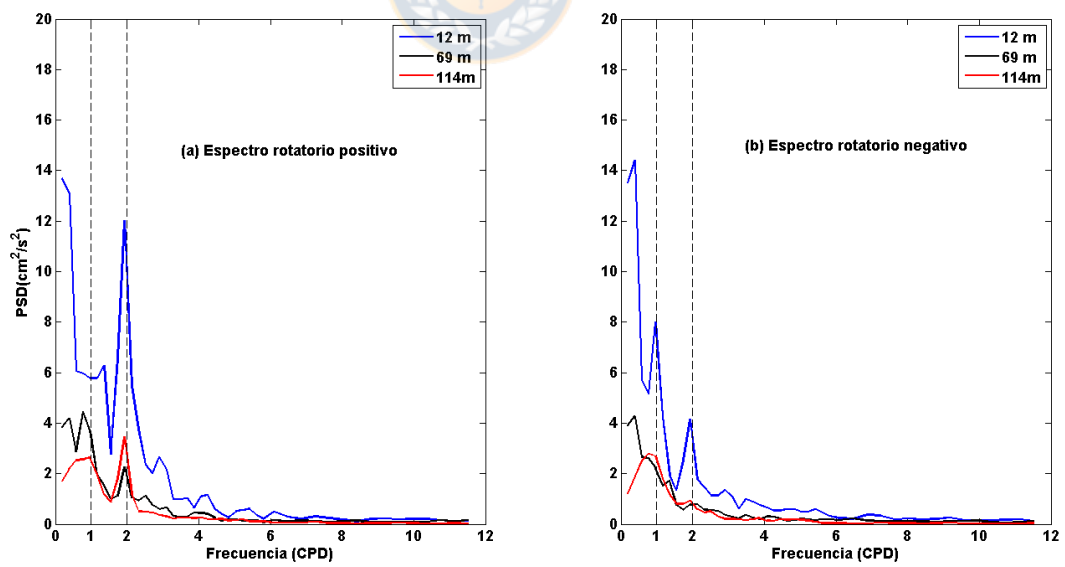 20
18
16
14
12
10
8
6
4
2
0
PSD(cm²/s²)
12 m
69 m
114m
(a) Espectro rotatorio positivo
0 1 2 4 6 8 10 12
Frecuencia (CPD)
20
18
16
14
12
10
8
6
4
2
0
12 m
69 m
114m
(b) Espectro rotatorio negativo
0 1 2 4 6 8 10 12
Frecuencia (CPD)